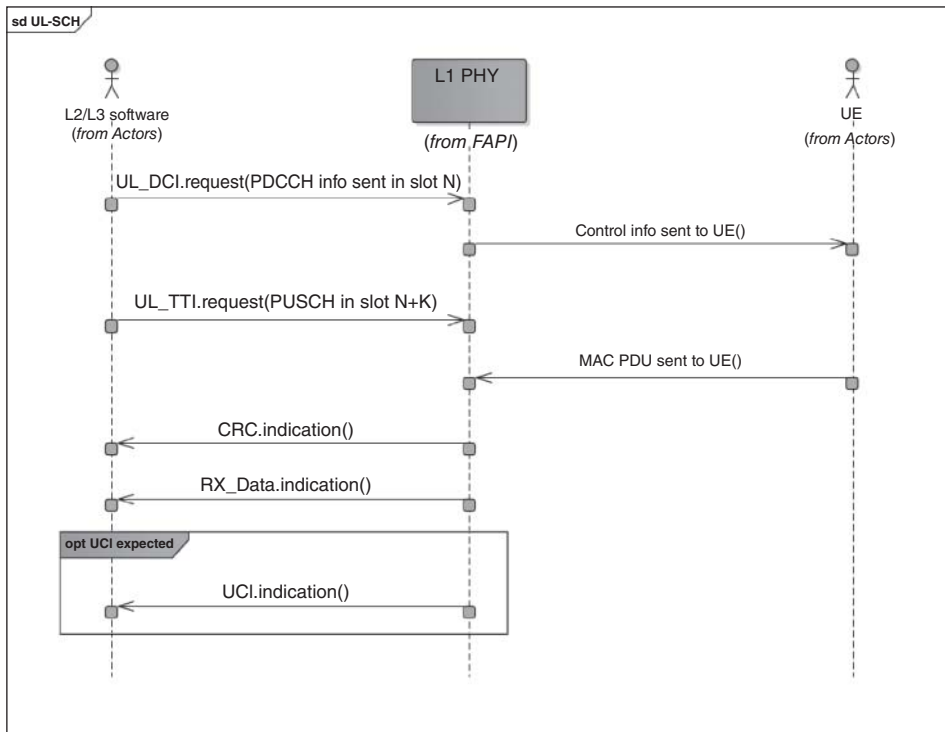 sd UL-SCH
L2/L3 software
(from Actors)
L1 PHY
(from FAPI)
UE
(from Actors)
UL_DCI.request(PDCCH info sent in slot N)
Control info sent to UE()
UL_TTI.request(PUSCH in slot N+K)
MAC PDU sent to UE()
CRC.indication()
RX_Data.indication()
opt UCI expected
UCI.indication()